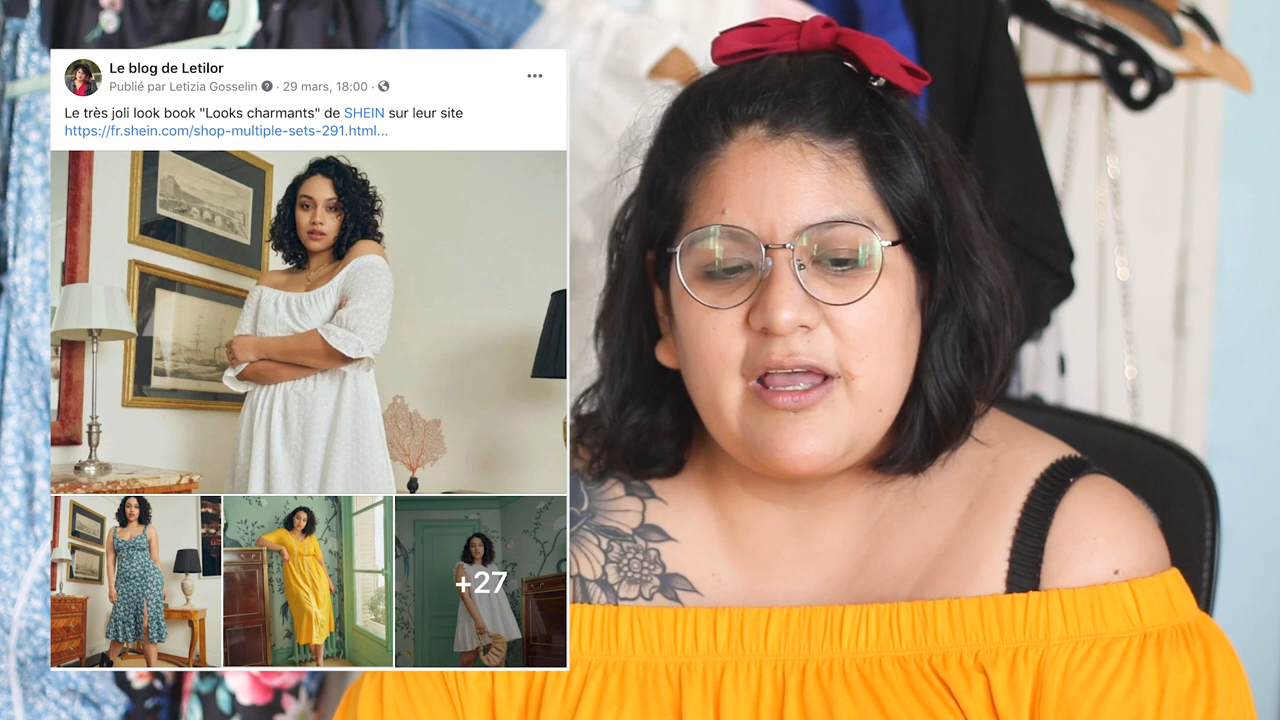 Le blog de Letilor
Publié par Letizia Gosselin · 29 mars, 18:00 ·
Le très joli look book "Looks charmants" de SHEIN sur leur site
https://fr.shein.com/shop-multiple-sets-291.html...
+27